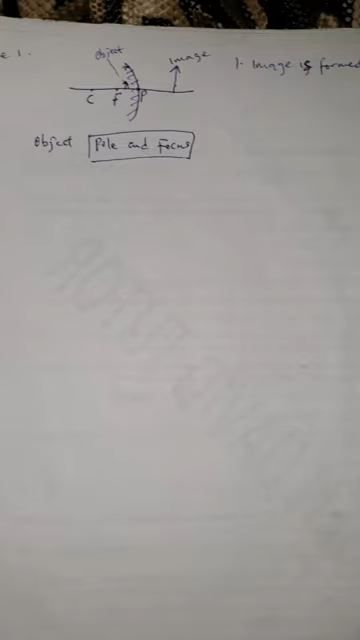 e 1.
object
Image
1. Image is formed
C F P
Object Pole and Focus